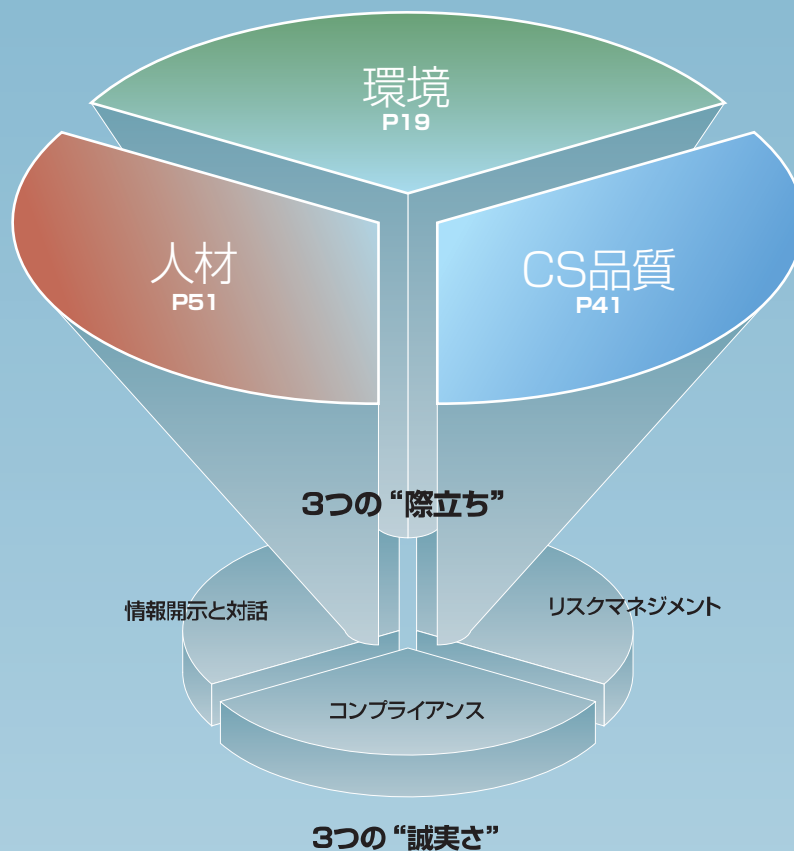 環境
P19
人材
P51
CS品質
P41
3つの“際立ち”
情報開示と対話
リスクマネジメント
コンプライアンス
3つの“誠実さ”